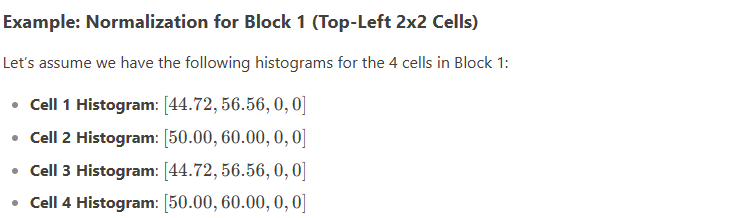 Example: Normalization for Block 1 (Top-Left 2x2 Cells)
Let's assume we have the following histograms for the 4 cells in Block 1:
• Cell 1 Histogram: [44.72, 56.56, 0, 0]
• Cell 2 Histogram: [50.00, 60.00, 0, 0]
• Cell 3 Histogram: [44.72, 56.56, 0, 0]
• Cell 4 Histogram: [50.00, 60.00, 0, 0]